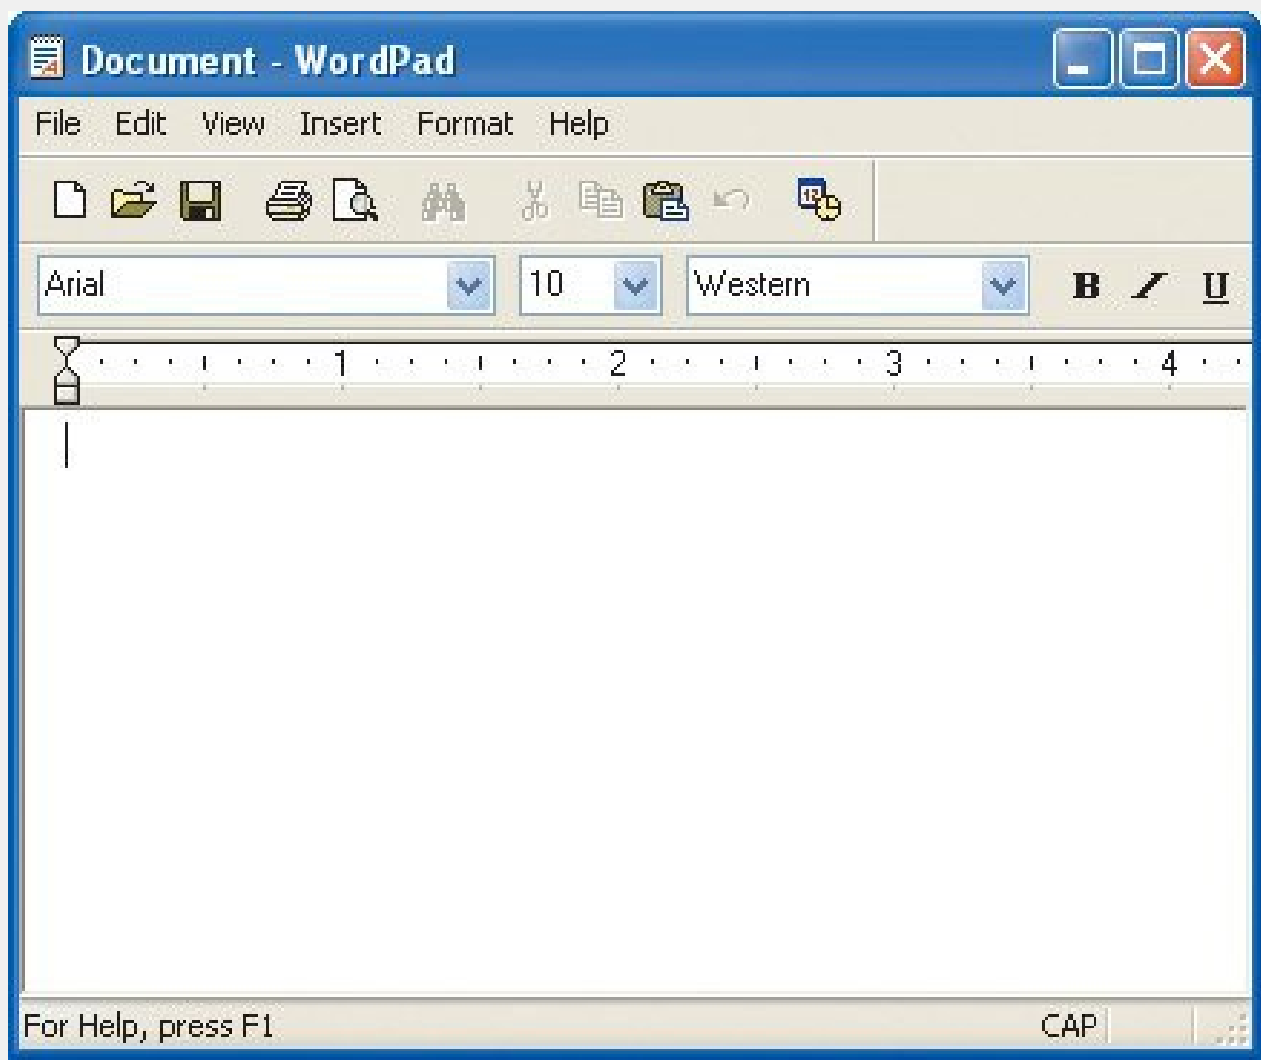 Document - WordPad
File Edit View Insert Format Help
12
Arial 10 Western B I U
1 2 3 4
For Help, press F1 CAP